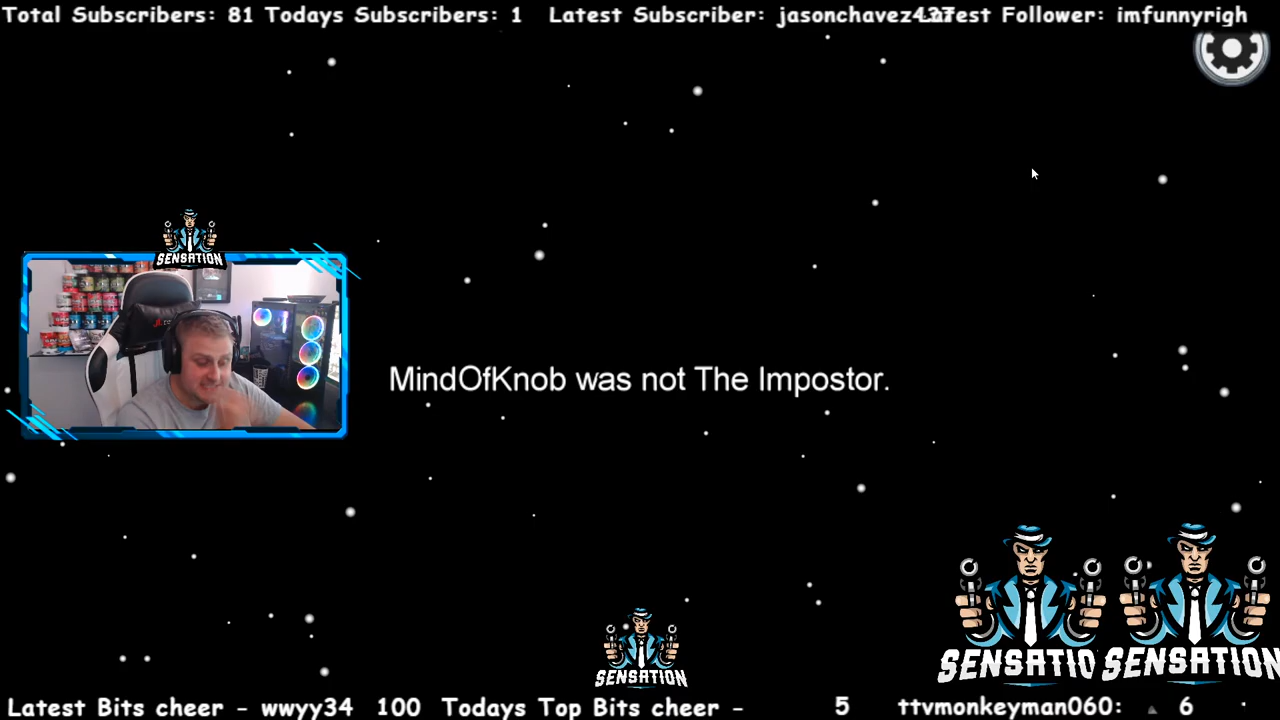 Total Subscribers: 81 Todays Subscribers: 1 Latest Subscriber: jasonchavez437 Latest Follower: imfunnyrigh
SENSATION
MindOfKnob was not The Impostor.
SENSATIO SENSATION
SENSATION
Latest Bits cheer - wwyy34 100 Todays Top Bits cheer - 5 ttvmonkeyman060: 6